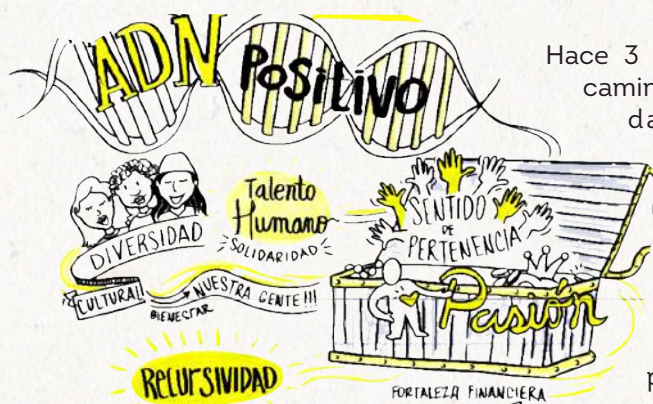 ADN POSITIVO
Hace 3
camin
da
DIVERSIDAD
CULTURAL
NUESTRA GENTE!!!
BIENESTAR
Talento
Humano
SOLIDARIDAD
SENTIDO
DE
PERTENENCIA
Pasión
RECURSIVIDAD
FORTALEZA FINANCIERA
p